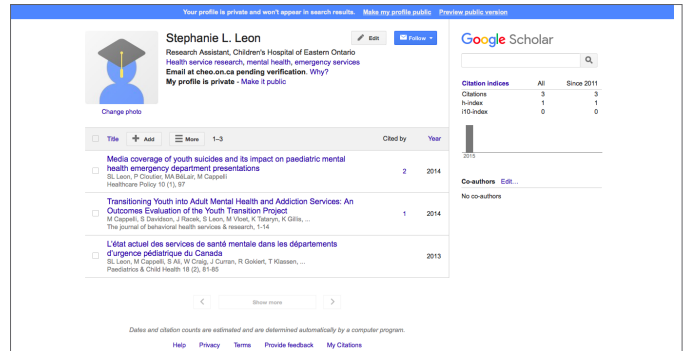 Your profile is private and won't appear in search results. Make my profile public Preview public version
Stephanie L. Leon
Edit
Follow
Research Assistant, Children's Hospital of Eastern Ontario
Health service research, mental health, emergency services
Email at cheo.on.ca pending verification. Why?
My profile is private - Make it public
Change photo
Google Scholar
Citation indices All Since 2011
Citations 3 3
h-index 1 1
i10-index 0 0
2015
Co-authors Edit...
No co-authors
Title Add More 1–3 Cited by Year
Media coverage of youth suicides and its impact on paediatric mental
health emergency department presentations
SL Leon, P Cloutier, MA BéLair, M Cappelli
Healthcare Policy 10 (1), 97
2 2014
Transitioning Youth into Adult Mental Health and Addiction Services: An
Outcomes Evaluation of the Youth Transition Project
M Cappelli, S Davidson, J Racek, S Leon, M Vloet, K Tataryn, K Gillis, ...
The journal of behavioral health services & research, 1-14
1 2014
L'état actuel des services de santé mentale dans les départements
d'urgence pédiatrique du Canada
SL Leon, M Cappelli, S Ali, W Craig, J Curran, R Gokiert, T Klassen, ...
Paediatrics & Child Health 18 (2), 81-85
2013
Show more
Dates and citation counts are estimated and are determined automatically by a computer program.
Help Privacy Terms Provide feedback My Citations